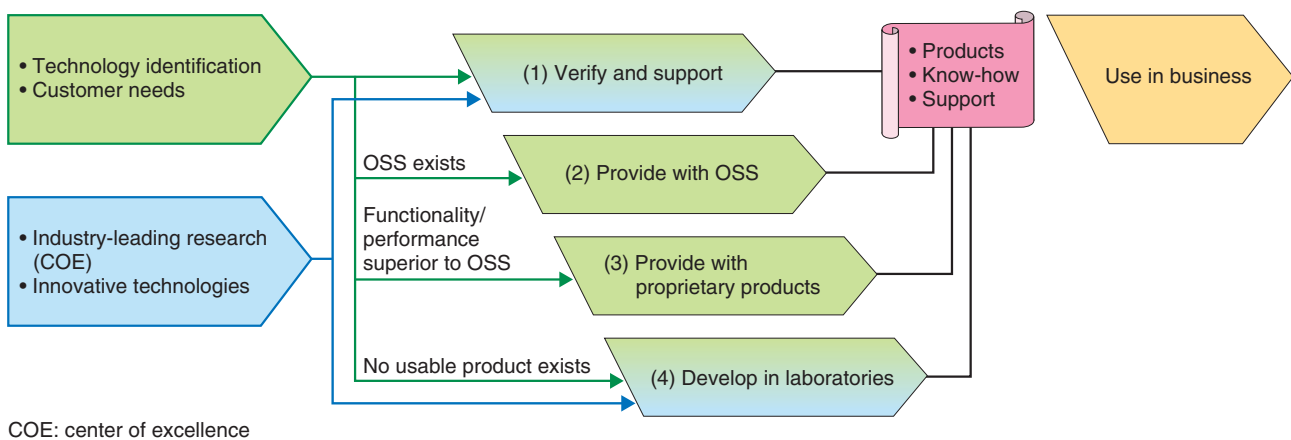 • Technology identification
• Customer needs
• Industry-leading research
(COE)
• Innovative technologies
OSS exists
Functionality/
performance
superior to OSS
No usable product exists
(1) Verify and support
(2) Provide with OSS
(3) Provide with
proprietary products
(4) Develop in laboratories
• Products
• Know-how
• Support
Use in business
COE: center of excellence